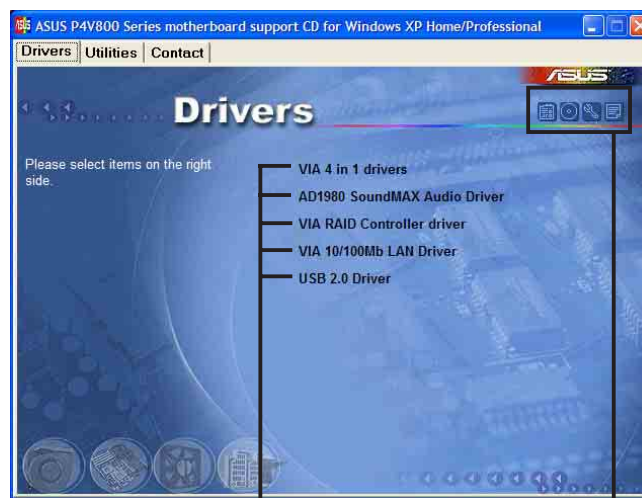 ASUS P4V800 Series motherboard support CD for Windows XP Home/Professional
Drivers Utilities Contact
ASUS
Drivers
Please select items on the right
side.
VIA 4 in 1 drivers
AD1980 SoundMAX Audio Driver
VIA RAID Controller driver
VIA 10/100Mb LAN Driver
USB 2.0 Driver